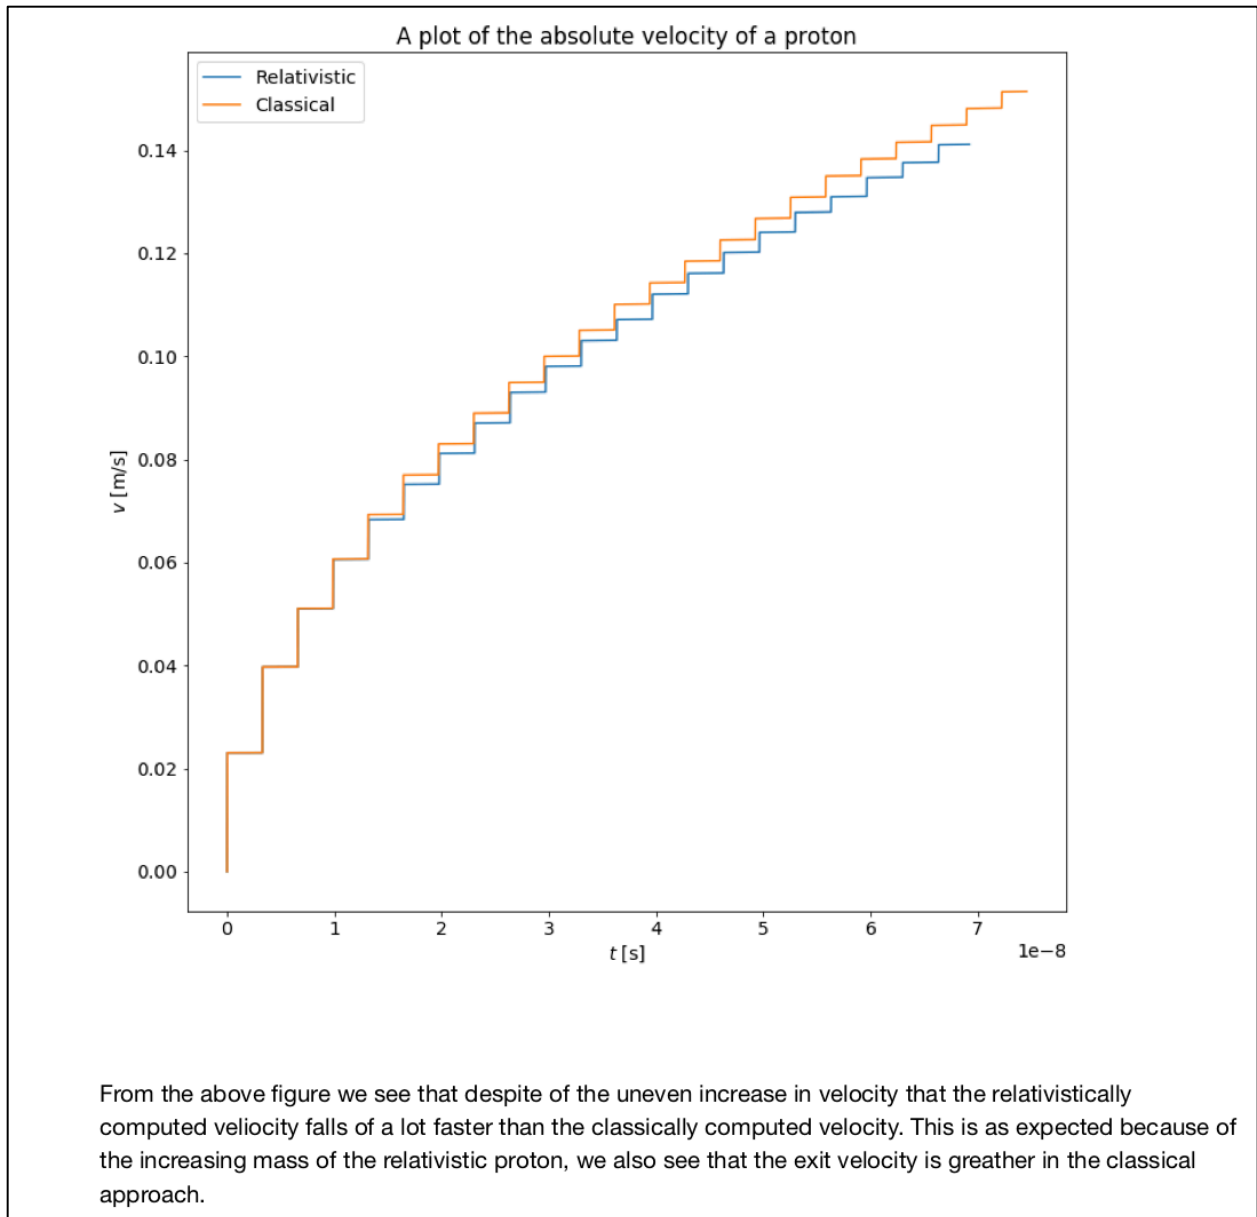 A plot of the absolute velocity of a proton
Relativistic
Classical
0.14
0.12
0.10
0.08
0.06
0.04
0.02
0.00
v [m/s]
0 1 2 3 4 5 6 7
1e−8
t [s]
From the above figure we see that despite of the uneven increase in velocity that the relativistically
computed veliocity falls of a lot faster than the classically computed velocity. This is as expected because of
the increasing mass of the relativistic proton, we also see that the exit velocity is greather in the classical
approach.